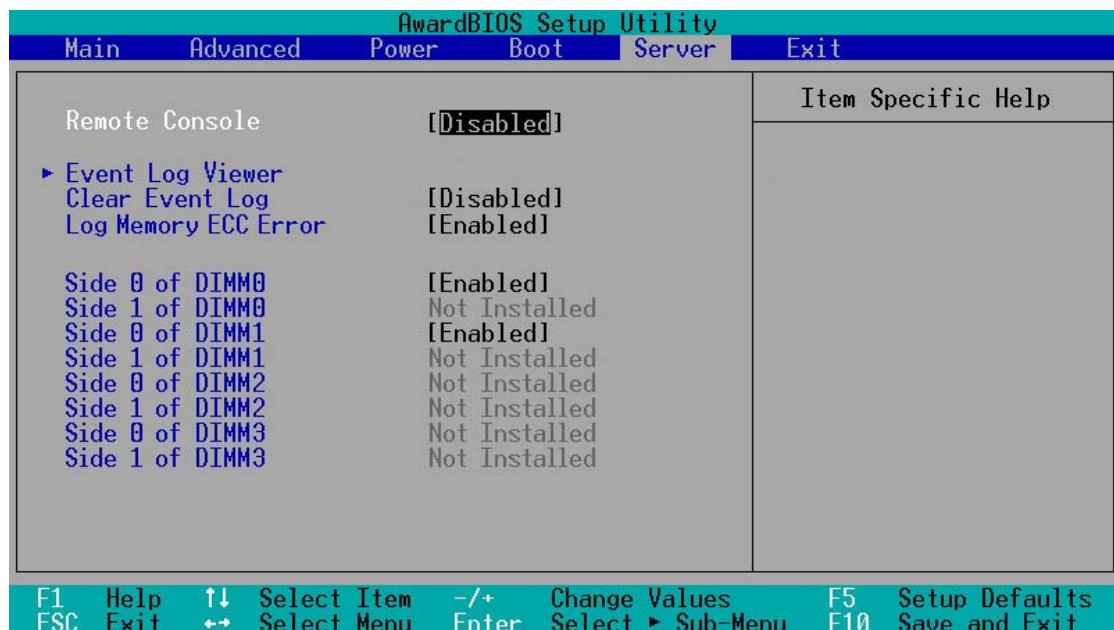 AwardBIOS Setup Utility
Main Advanced Power Boot Server Exit
Item Specific Help
Remote Console [Disabled]
► Event Log Viewer
Clear Event Log [Disabled]
Log Memory ECC Error [Enabled]
Side 0 of DIMM0 [Enabled]
Side 1 of DIMM0 Not Installed
Side 0 of DIMM1 [Enabled]
Side 1 of DIMM1 Not Installed
Side 0 of DIMM2 Not Installed
Side 1 of DIMM2 Not Installed
Side 0 of DIMM3 Not Installed
Side 1 of DIMM3 Not Installed
F1 Help ↑↓ Select Item -/+ Change Values F5 Setup Defaults
ESC Exit ←→ Select Menu Enter Select ► Sub-Menu F10 Save and Exit